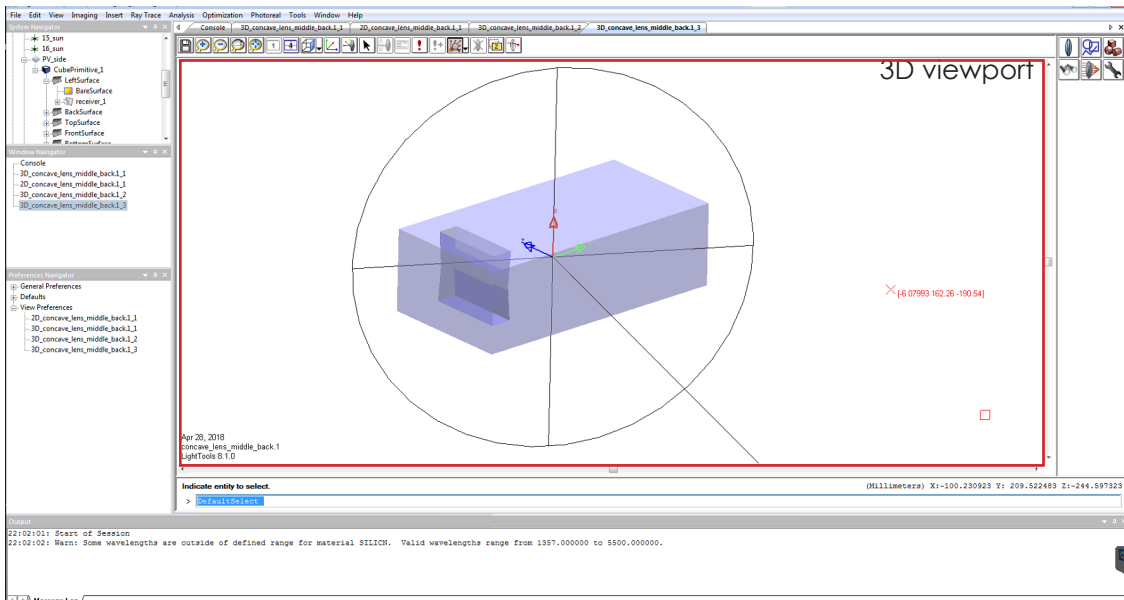 File Edit View Imaging Insert Ray Trace Analysis Optimization Photoreal Tools Window Help
System Navigator
15_sun
16_sun
PV_side
CubePrimitive_1
LeftSurface
BareSurface
receiver_1
BackSurface
TopSurface
FrontSurface
BottomSurface
Window Navigator
Console
3D_concave_lens_middle_back.1_1
2D_concave_lens_middle_back.1_1
3D_concave_lens_middle_back.1_2
3D_concave_lens_middle_back.1_3
Preferences Navigator
General Preferences
Defaults
View Preferences
2D_concave_lens_middle_back.1_1
3D_concave_lens_middle_back.1_1
3D_concave_lens_middle_back.1_2
3D_concave_lens_middle_back.1_3
Console 3D_concave_lens_middle_back.1_1 2D_concave_lens_middle_back.1_1 3D_concave_lens_middle_back.1_2 3D_concave_lens_middle_back.1_3
3D viewport
[-6.07993 162.26 -190.54]
Apr 28, 2018
concave_lens_middle_back.1
LightTools 8.1.0
Indicate entity to select.
(Millimeters) X:-100.230923 Y: 209.522483 Z:-244.597323
> DefaultSelect
Output
22:02:01: Start of Session
22:02:02: Warn: Some wavelengths are outside of defined range for material SILICN. Valid wavelengths range from 1357.000000 to 5500.000000.
Message Log